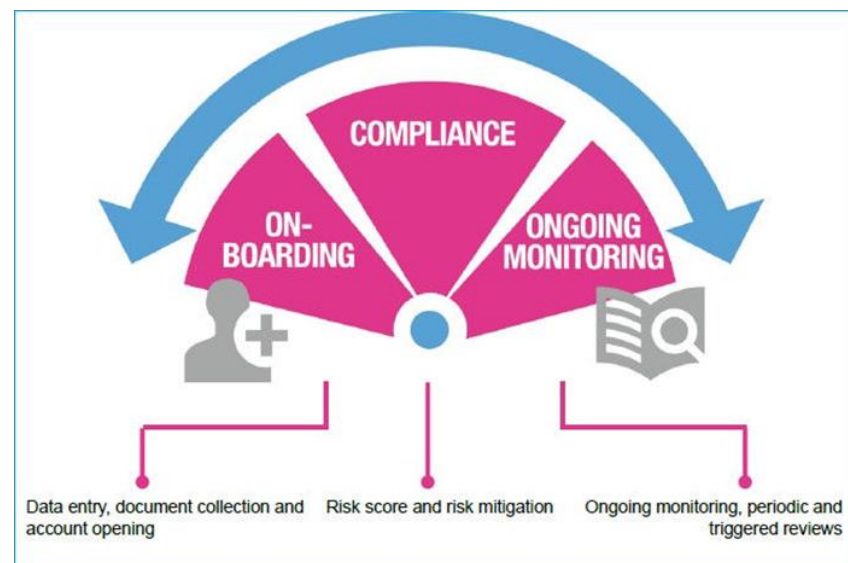 COMPLIANCE
ON-
BOARDING
ONGOING
MONITORING
Data entry, document collection and
account opening
Risk score and risk mitigation
Ongoing monitoring, periodic and
triggered reviews